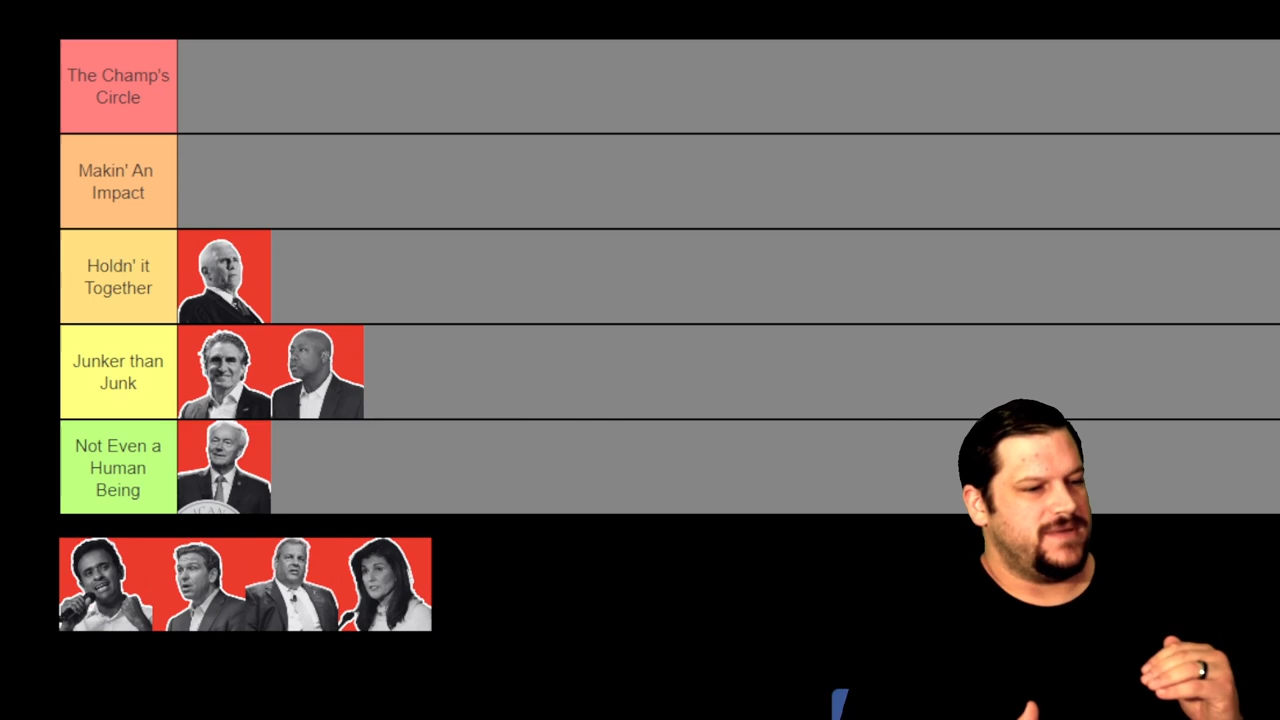 The Champ's
Circle
Makin' An
Impact
Holdn' it
Together
Junker than
Junk
Not Even a
Human
Being